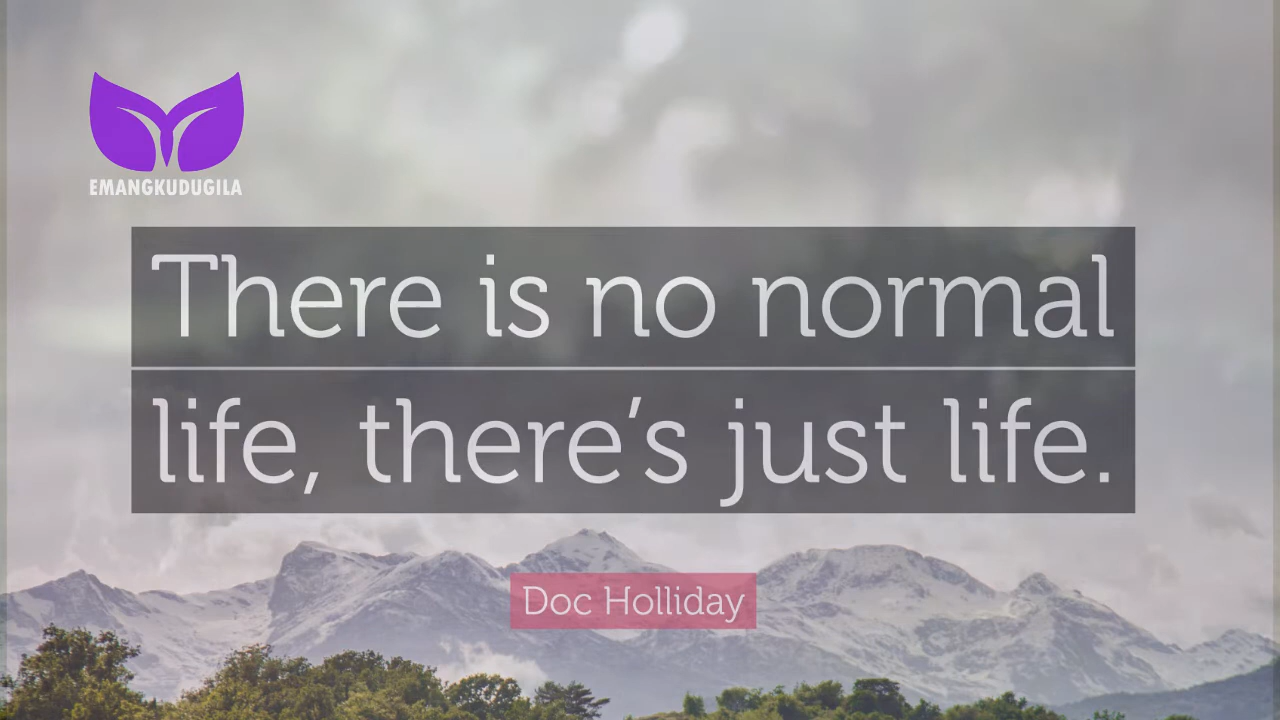 EMANGKUDUGILA
There is no normal
life, there’s just life.
Doc Holliday